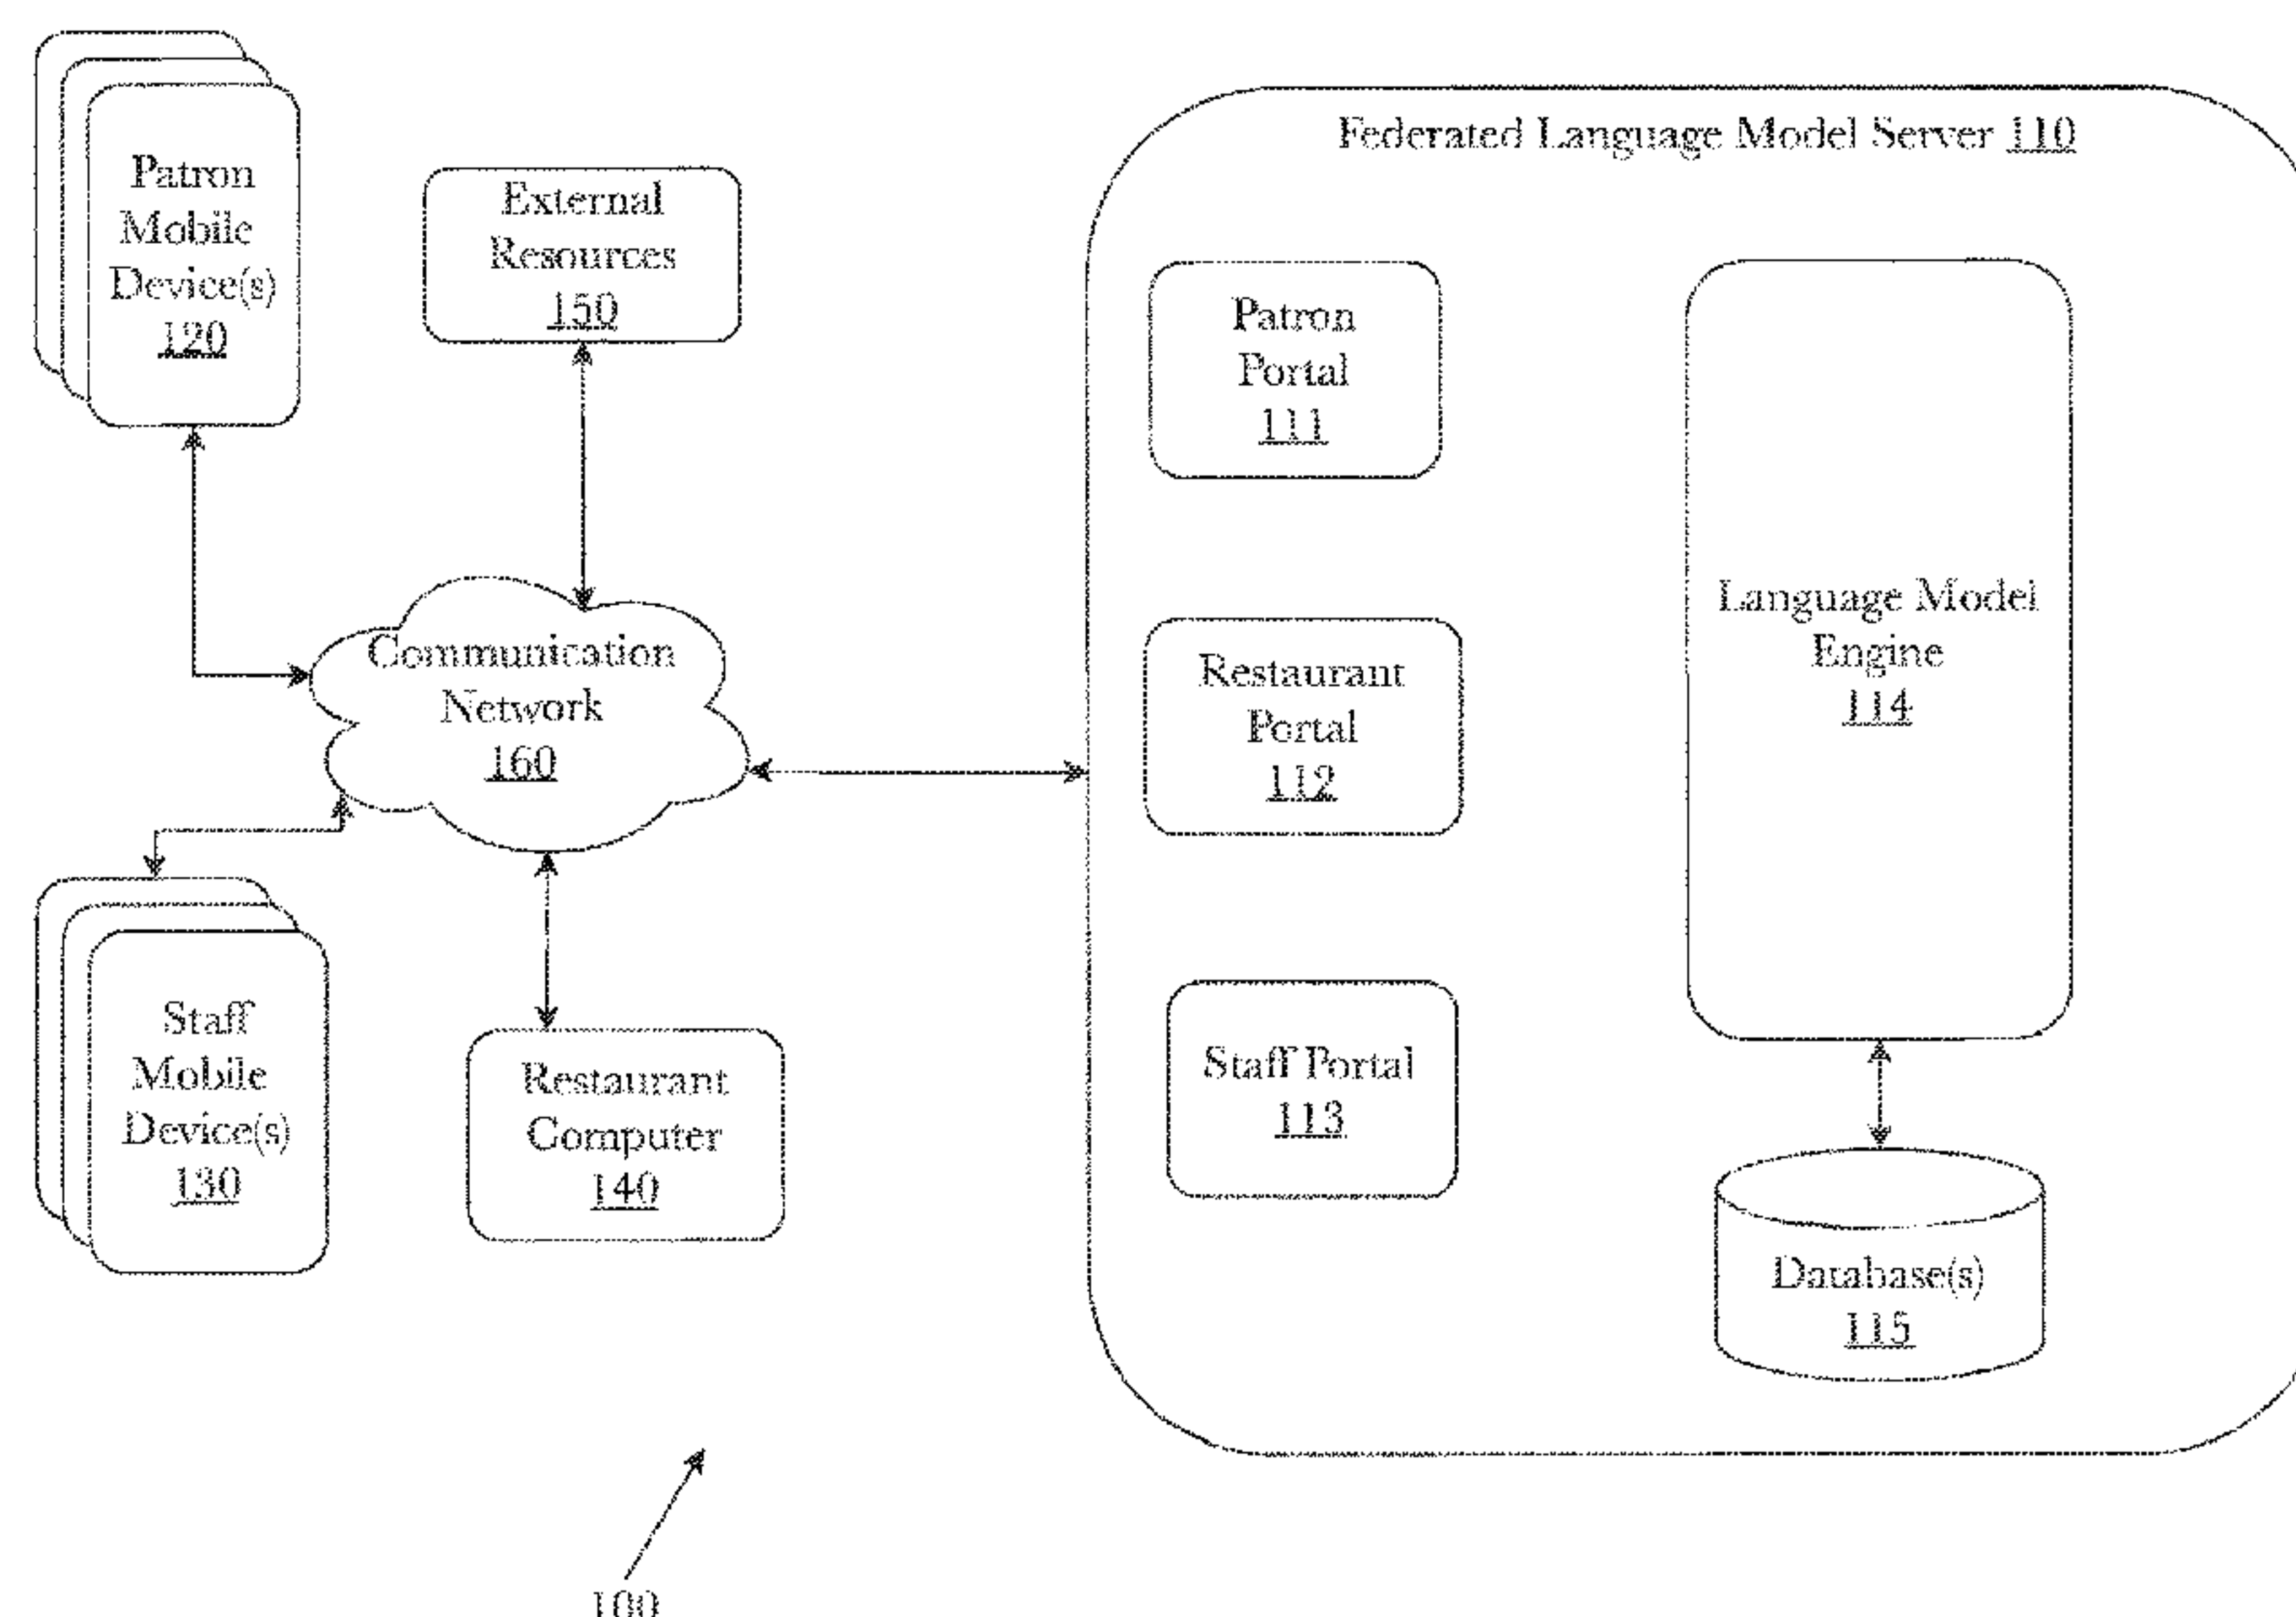 Federated Language Model Server 110
Patron
Mobile
Device(s)
120
External
Resources
150
Patron
Portal
111
Language Model
Engine
114
Communication
Network
160
Restaurant
Portal
112
Staff
Mobile
Device(s)
130
Restaurant
Computer
140
Staff Portal
113
Database(s)
115
100